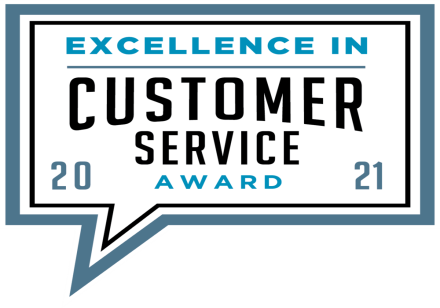 EXCELLENCE IN
CUSTOMER
SERVICE
20 AWARD 21